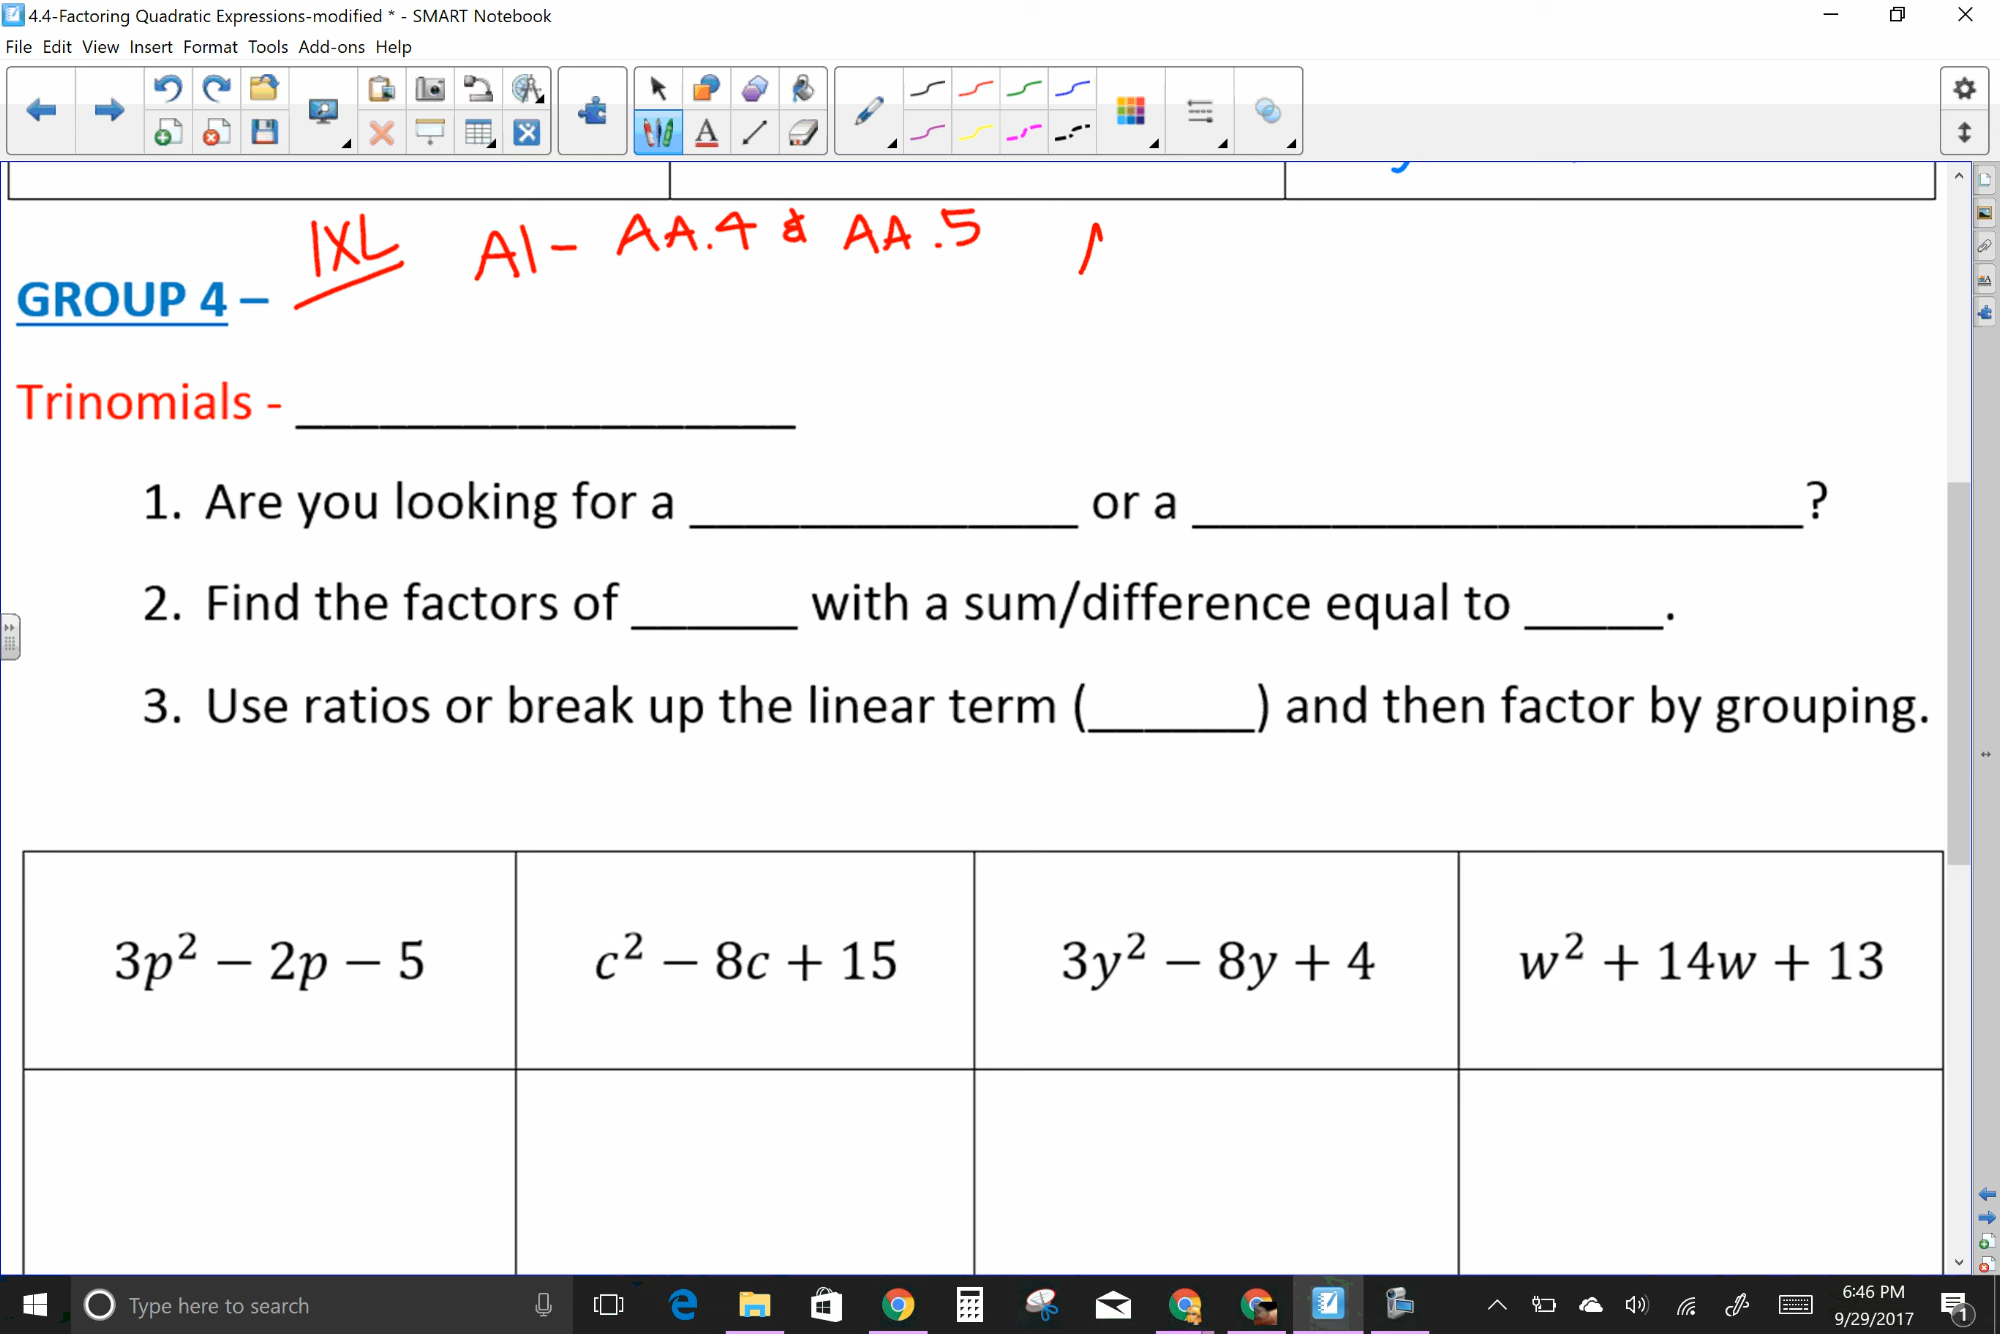 4.4-Factoring Quadratic Expressions-modified * - SMART Notebook
File Edit View Insert Format Tools Add-ons Help
IXL A1 - AA.4 & AA.5
GROUP 4 –
Trinomials - __________________
1. Are you looking for a ______________ or a ______________________?
2. Find the factors of ______ with a sum/difference equal to _____.
3. Use ratios or break up the linear term (______) and then factor by grouping.
3p² − 2p − 5
c² − 8c + 15
3y² − 8y + 4
w² + 14w + 13
Type here to search
6:46 PM
9/29/2017
1